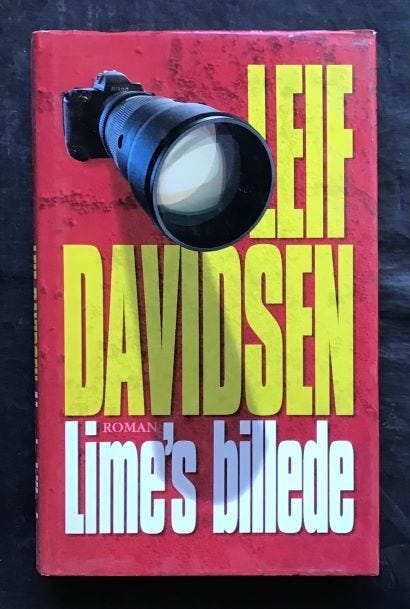 LEIF
DAVIDSEN
ROMAN
Lime's billede